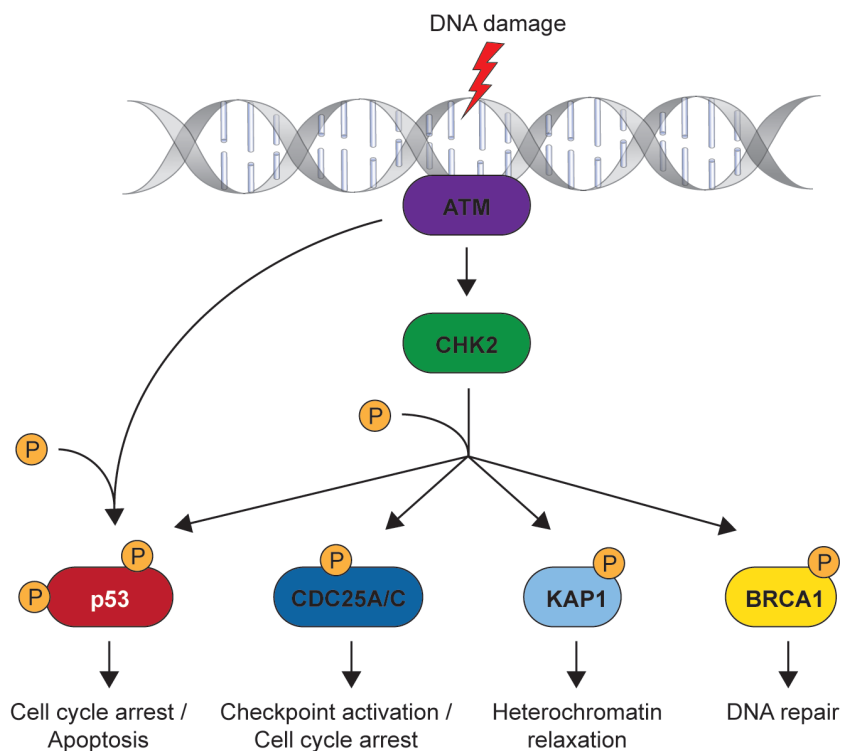 DNA damage
ATM
CHK2
P
P
P
P
P
P
P
p53
CDC25A/C
KAP1
BRCA1
Cell cycle arrest /
Apoptosis
Checkpoint activation /
Cell cycle arrest
Heterochromatin
relaxation
DNA repair